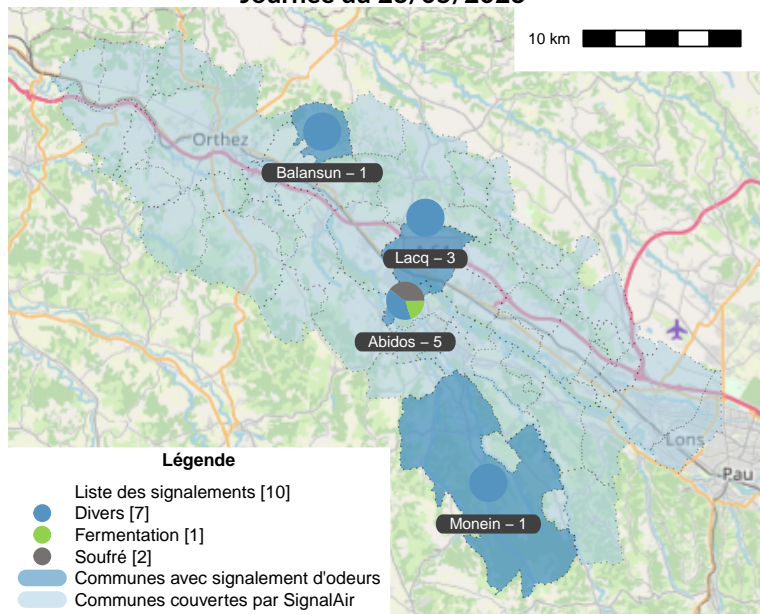 10 km
Orthez
Balansun – 1
Lacq – 3
Abidos – 5
Lons
Pau
Monein – 1
Légende
Liste des signalements [10]
Divers [7]
Fermentation [1]
Soufré [2]
Communes avec signalement d'odeurs
Communes couvertes par SignalAir